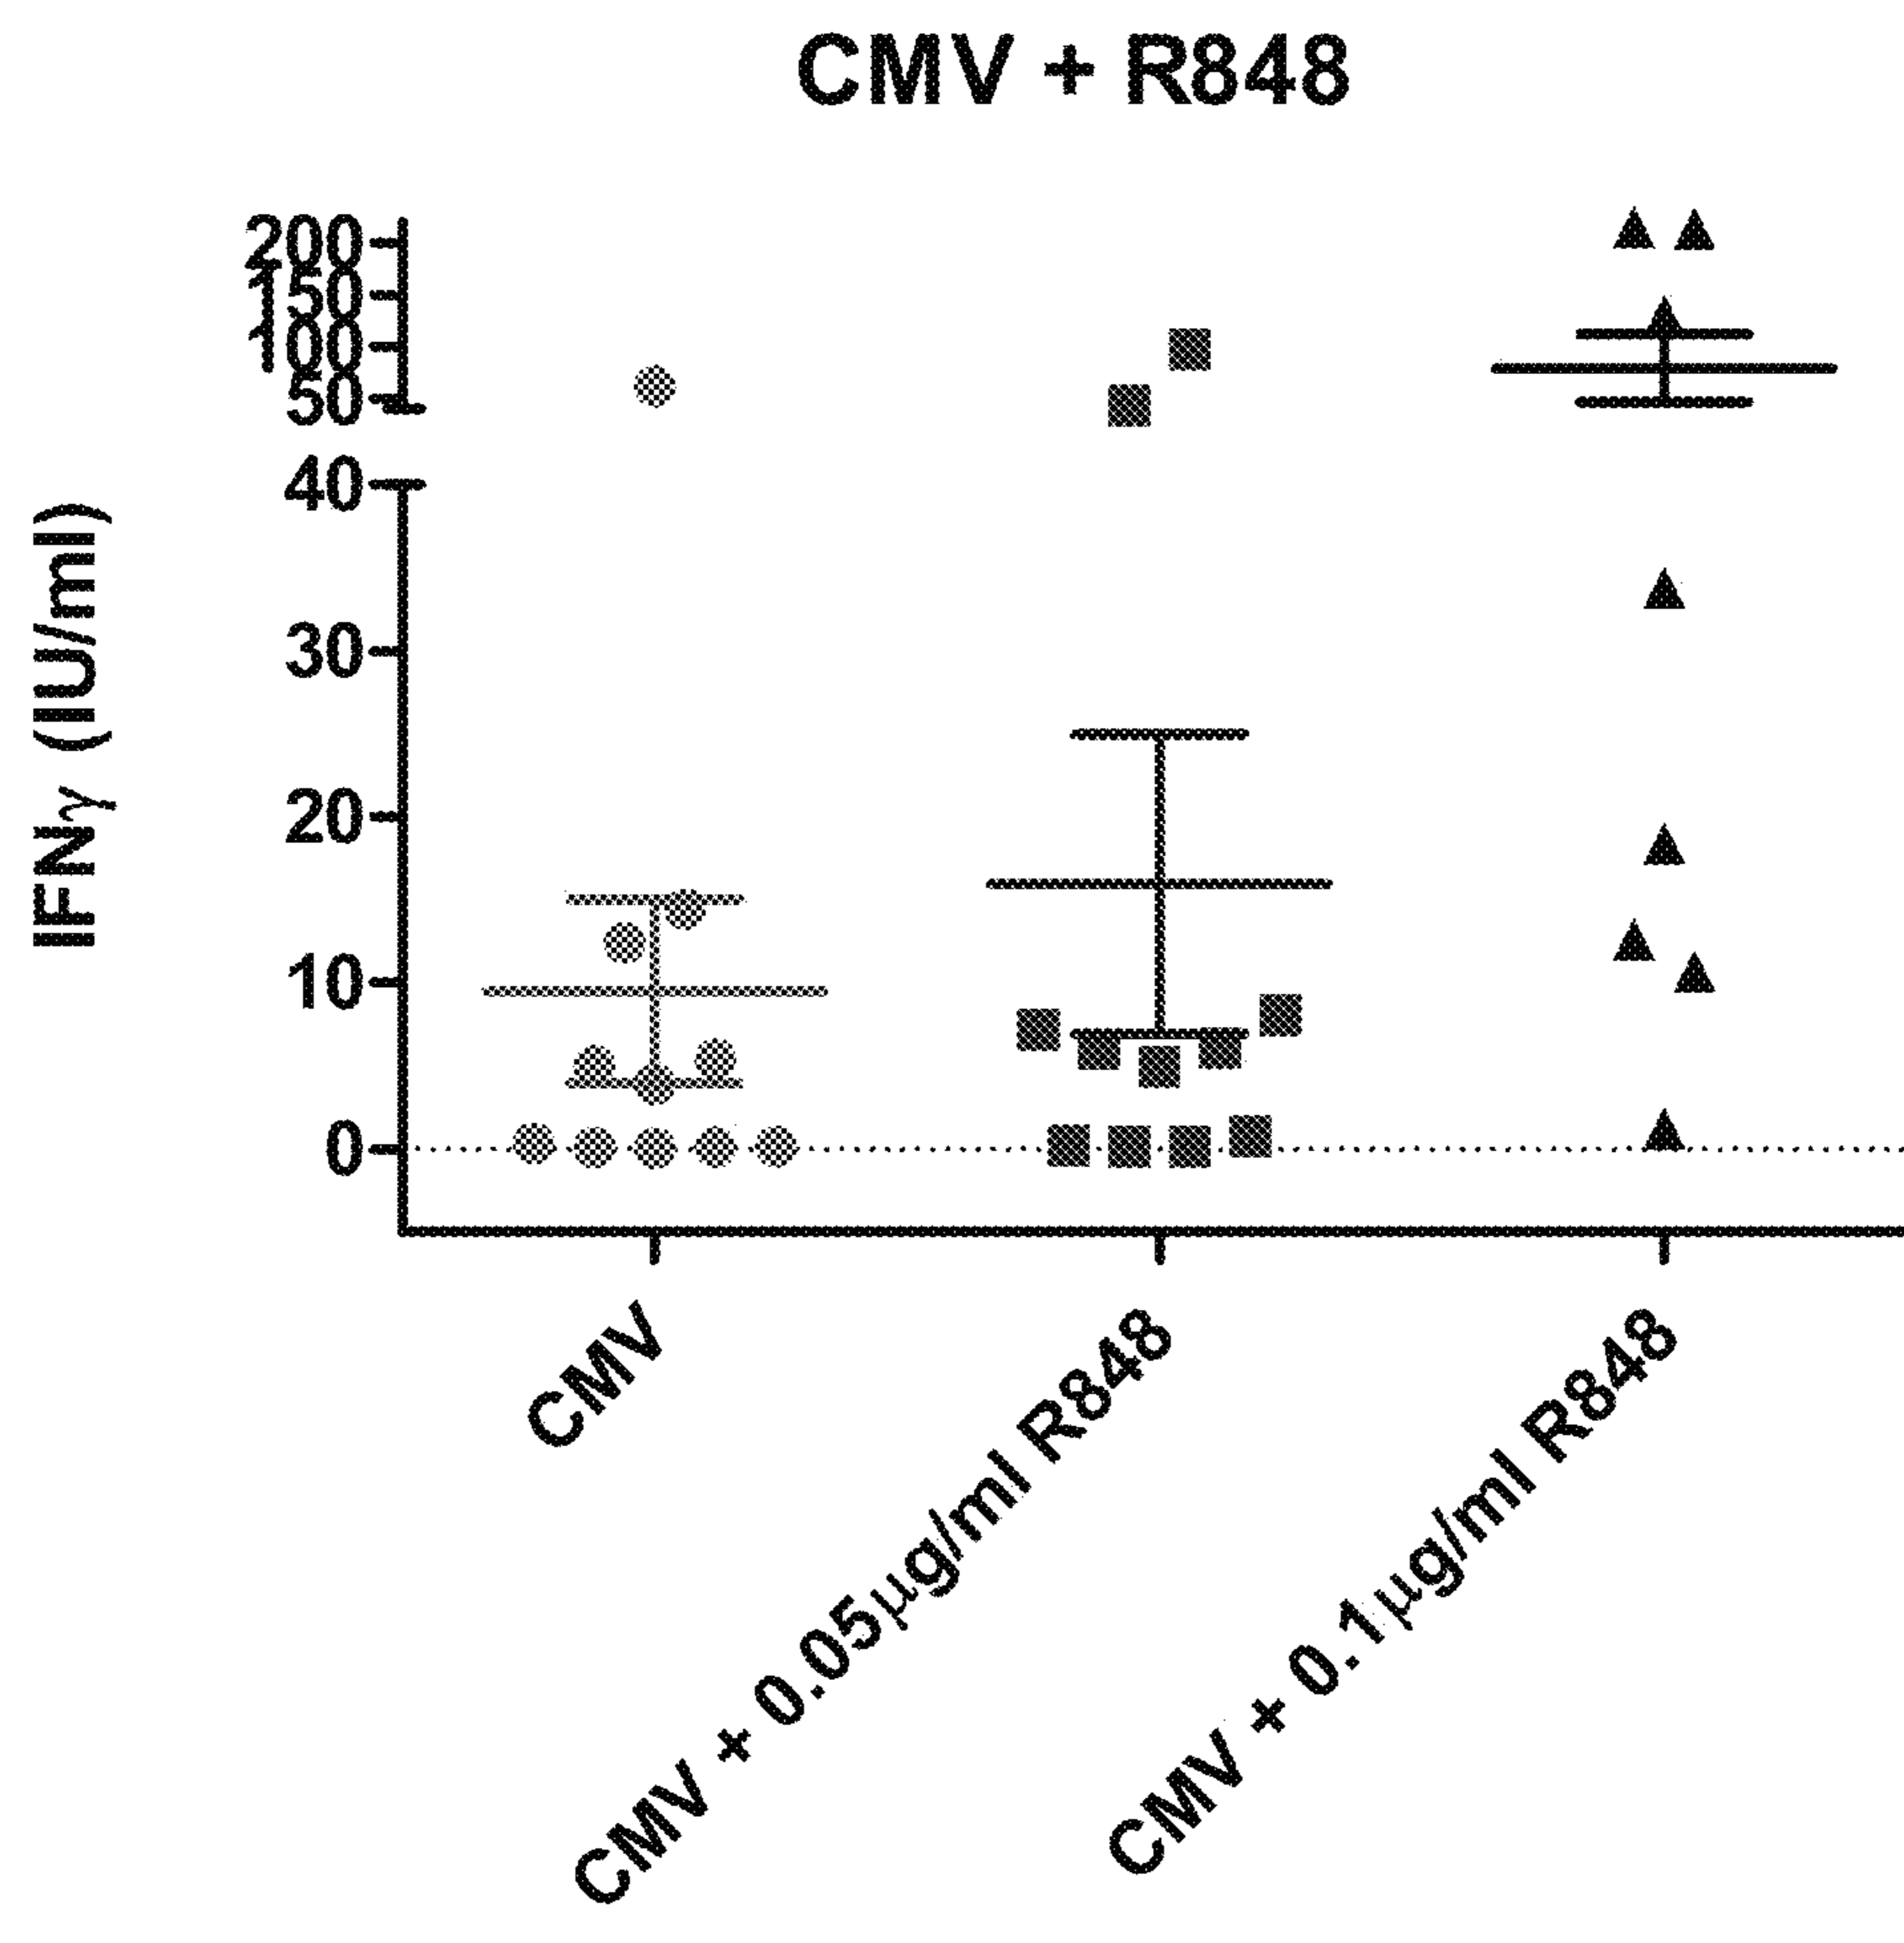 CMV + R848
IFNγ (IU/ml)
200
150
100
50
40
30
20
10
0
CMV
CMV + 0.05μg/ml R848
CMV + 0.1μg/ml R848